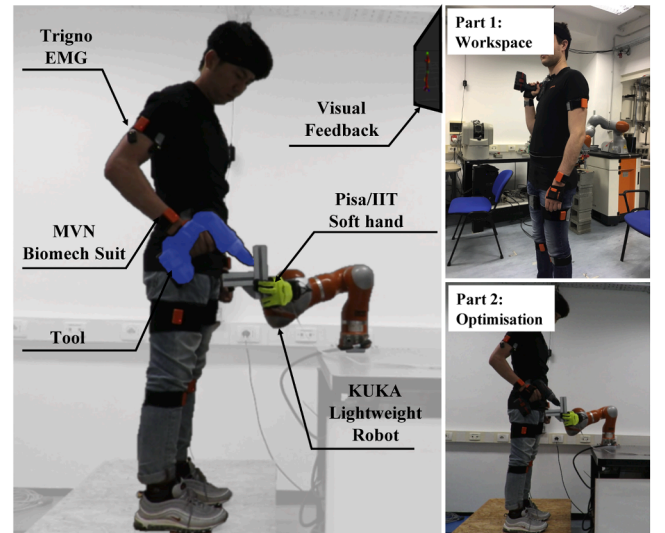 Trigno
EMG
Visual
Feedback
Pisa/IIT
Soft hand
MVN
Biomech Suit
Tool
KUKA
Lightweight
Robot
Part 1:
Workspace
Part 2:
Optimisation